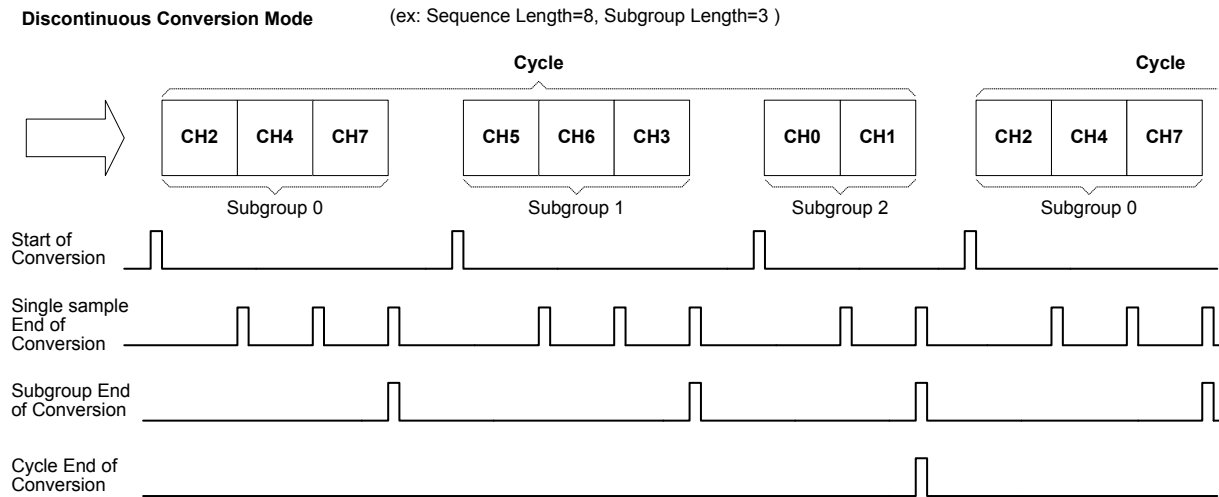 Discontinuous Conversion Mode (ex: Sequence Length=8, Subgroup Length=3 )
Cycle Cycle
CH2 CH4 CH7 CH5 CH6 CH3 CH0 CH1 CH2 CH4 CH7
Subgroup 0 Subgroup 1 Subgroup 2 Subgroup 0
Start of
Conversion
Single sample
End of
Conversion
Subgroup End
of Conversion
Cycle End of
Conversion